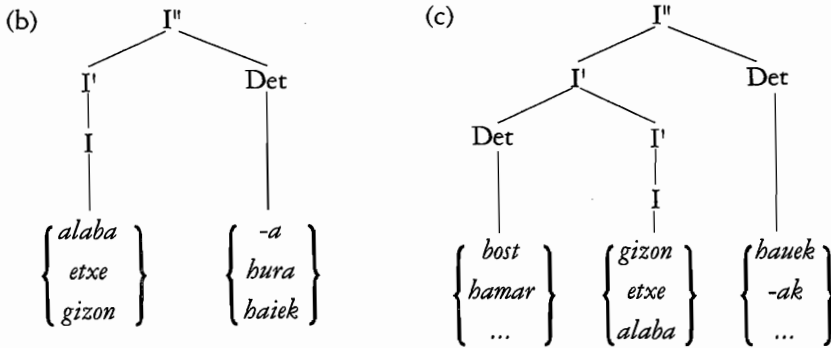 (b)
I"
I'
Det
I
alaba
etxe
gizon
-a
hura
haiek
(c)
I"
I'
Det
Det
I'
I
bost
hamar
...
gizon
etxe
alaba
hauek
-ak
...